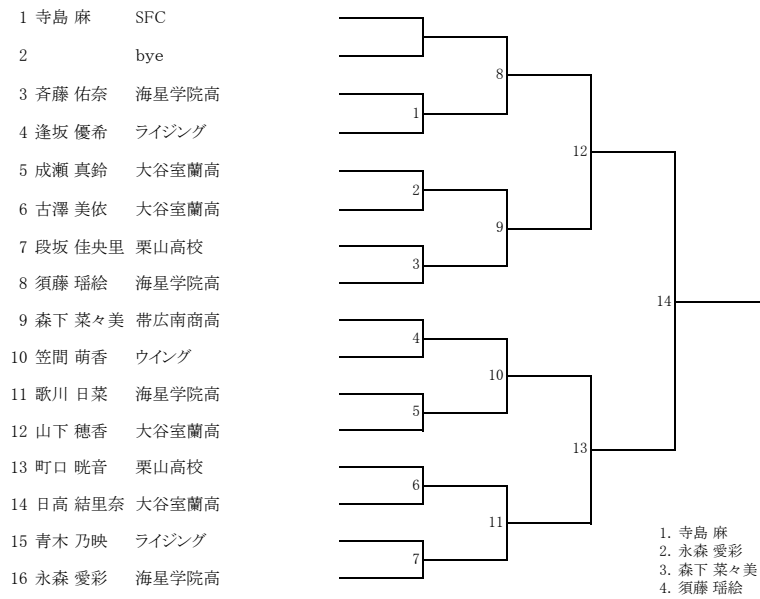 1 寺島 麻 SFC
2 bye
8
3 斉藤 佑奈 海星学院高
1
4 逢坂 優希 ライジング
12
5 成瀬 真鈴 大谷室蘭高
2
6 古澤 美依 大谷室蘭高
9
7 段坂 佳央里 栗山高校
3
8 須藤 瑶絵 海星学院高
14
9 森下 菜々美 帯広南商高
4
10 笠間 萌香 ウイング
10
11 歌川 日菜 海星学院高
5
12 山下 穂香 大谷室蘭高
13
13 町口 晄音 栗山高校
6
14 日高 結里奈 大谷室蘭高
11
15 青木 乃映 ライジング
7
16 永森 愛彩 海星学院高
1. 寺島 麻
2. 永森 愛彩
3. 森下 菜々美
4. 須藤 瑶絵